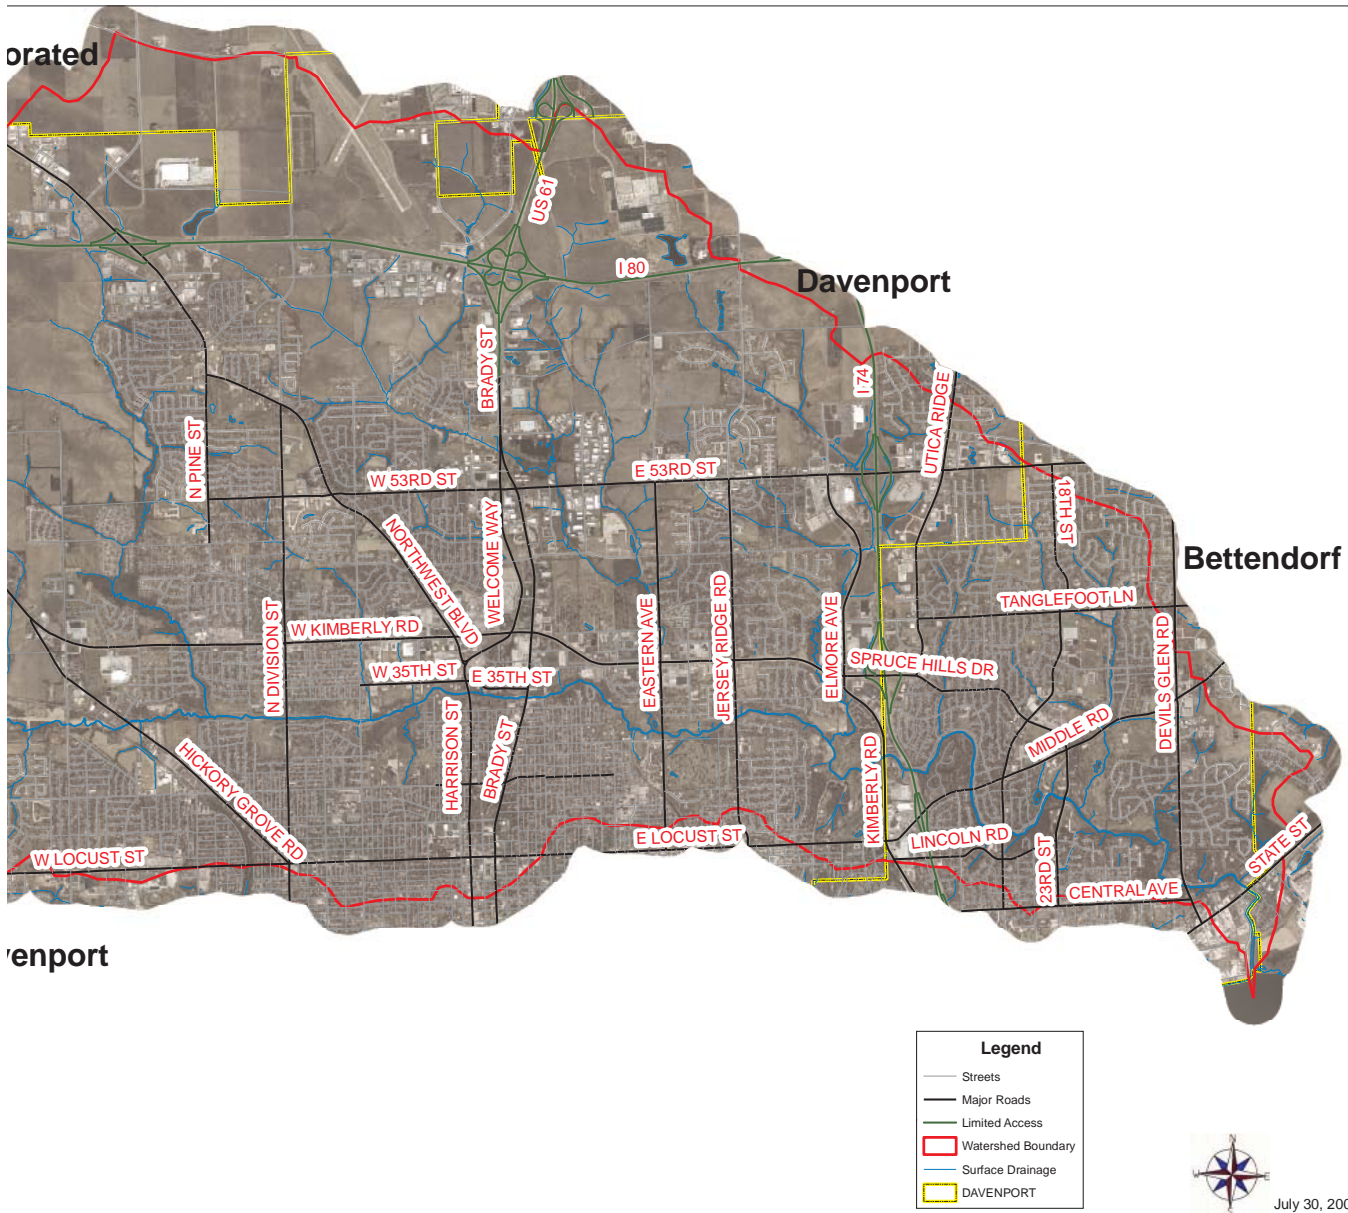 orated
US 61
I 80
Davenport
BRADY ST
I 74
UTICA RIDGE
N PINE ST
W 53RD ST
E 53RD ST
18TH ST
NORTHWEST BLVD
WELCOME WAY
Bettendorf
TANGLEFOOT LN
N DIVISION ST
W KIMBERLY RD
EASTERN AVE
JERSEY RIDGE RD
ELMORE AVE
DEVILS GLEN RD
W 35TH ST
E 35TH ST
SPRUCE HILLS DR
HARRISON ST
BRADY ST
MIDDLE RD
HICKORY GROVE RD
KIMBERLY RD
W LOCUST ST
E LOCUST ST
LINCOLN RD
23RD ST
STATE ST
CENTRAL AVE
venport
Legend
Streets
Major Roads
Limited Access
Watershed Boundary
Surface Drainage
DAVENPORT
N
W
E
S
July 30, 200